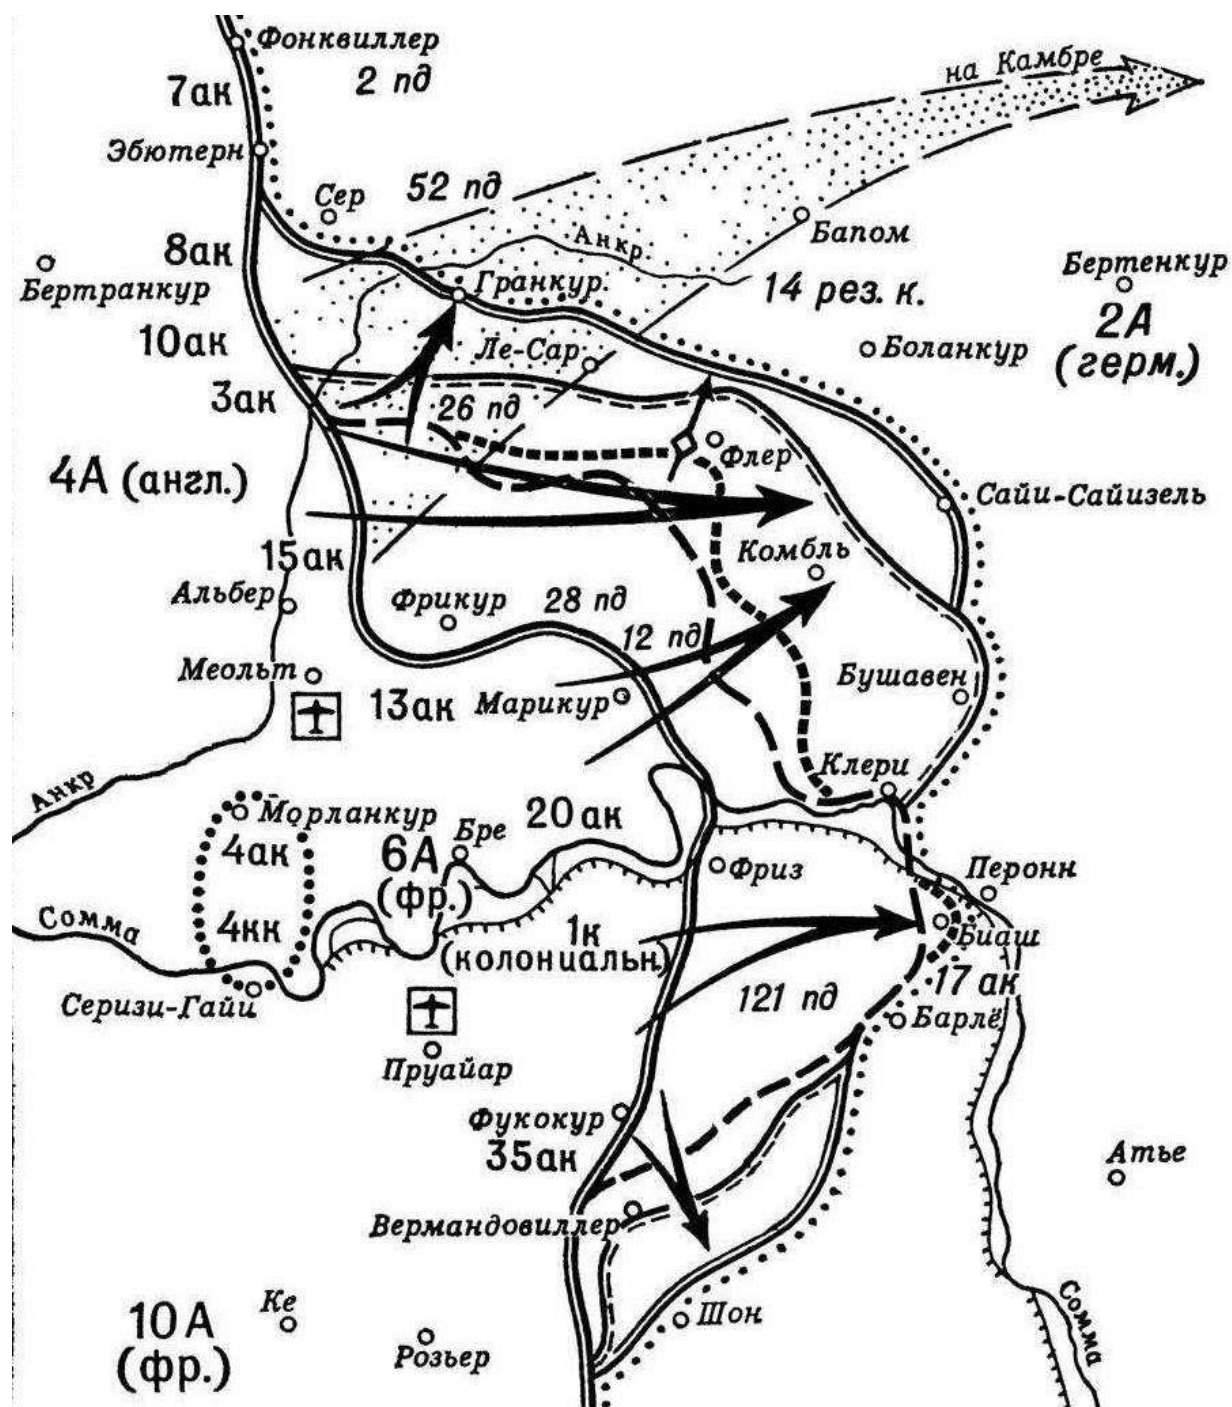 Фонквиллер
2 пд
7ак
на Камбре
Эбютерн
52 пд
Сер
Бапом
Анкр
8ак
Бертранкур
Гранкур.
14 рез. к.
Бертенкур
2А
(герм.)
10ак
Ле-Сар
Боланкур
3ак
26 пд
Флер
4А (англ.)
Сайи-Сайизель
15ак
Комбль
Альбер
Фрикур
28 пд
12 пд
Меольт
13ак
Марикур
Бушавен
Клери
Анкр
Морланкур
20 ак
Бре
4ак
6А
(фр.)
Фриз
Перонн
Сомма
4кк
1к
(колониальн.)
Биаш
Серизи-Гайи
121 пд
17 ак
Барлё
Пруайар
Фукокур
35ак
Атье
Вермандовиллер
Ке
10 А
(фр.)
Розьер
Шон
Сомма